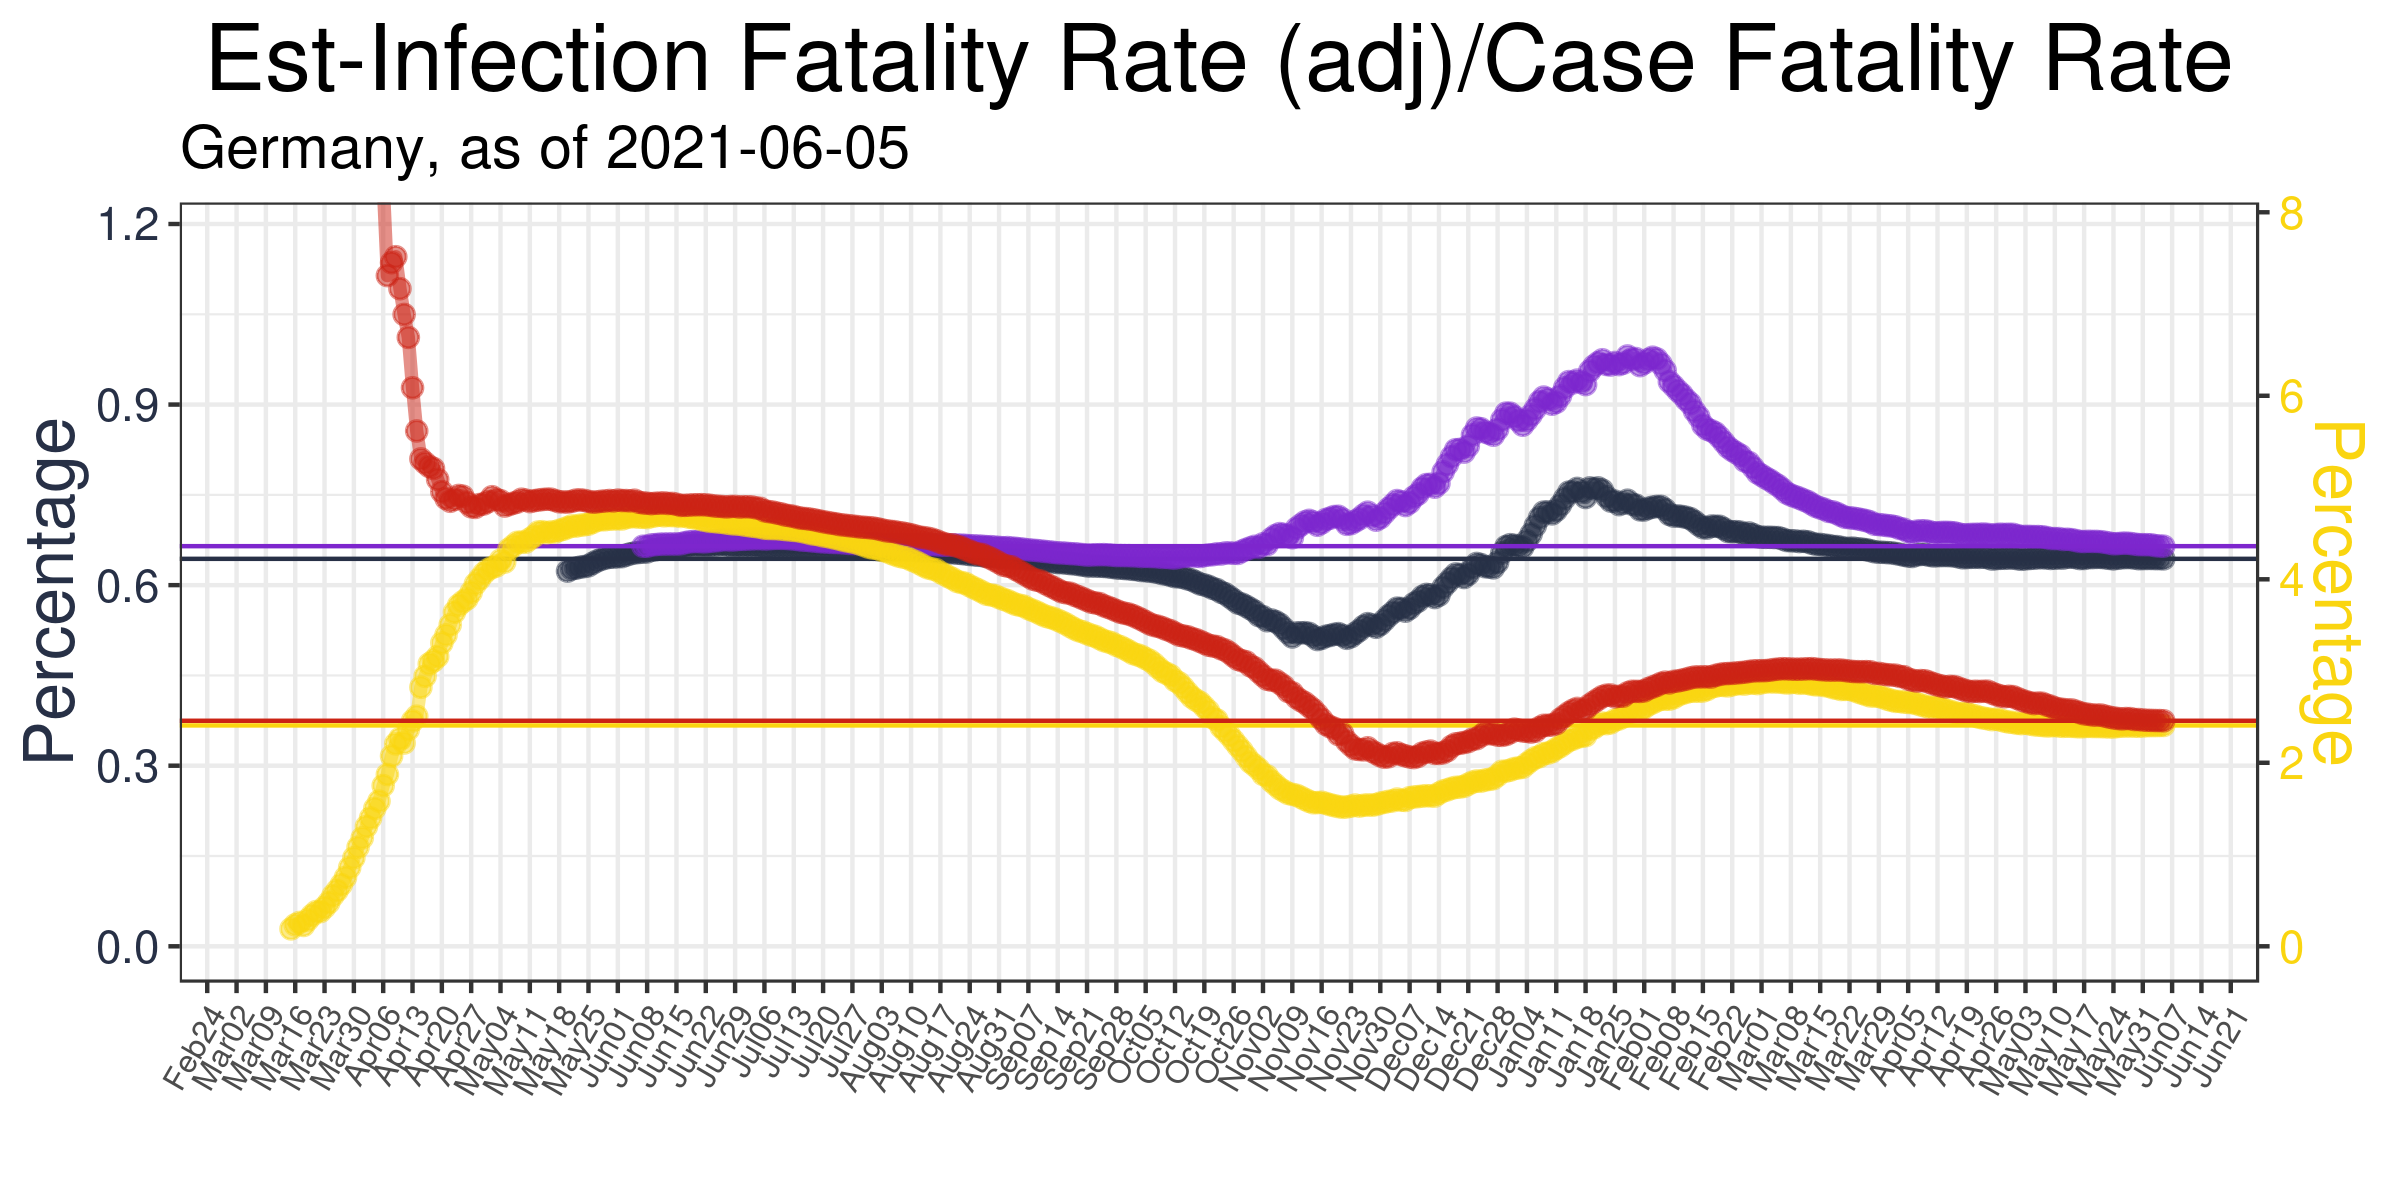 Est-Infection Fatality Rate (adj)/Case Fatality Rate
Germany, as of 2021-06-05
Percentage
1.2
0.9
0.6
0.3
0.0
8
6
4
2
0
Percentage
Feb24
Mar02
Mar09
Mar16
Mar23
Mar30
Apr06
Apr13
Apr20
Apr27
May04
May11
May18
May25
Jun01
Jun08
Jun15
Jun22
Jun29
Jul06
Jul13
Jul20
Jul27
Aug03
Aug10
Aug17
Aug24
Aug31
Sep07
Sep14
Sep21
Sep28
Oct05
Oct12
Oct19
Oct26
Nov02
Nov09
Nov16
Nov23
Nov30
Dec07
Dec14
Dec21
Dec28
Jan04
Jan11
Jan18
Jan25
Feb01
Feb08
Feb15
Feb22
Mar01
Mar08
Mar15
Mar22
Mar29
Apr05
Apr12
Apr19
Apr26
May03
May10
May17
May24
May31
Jun07
Jun14
Jun21